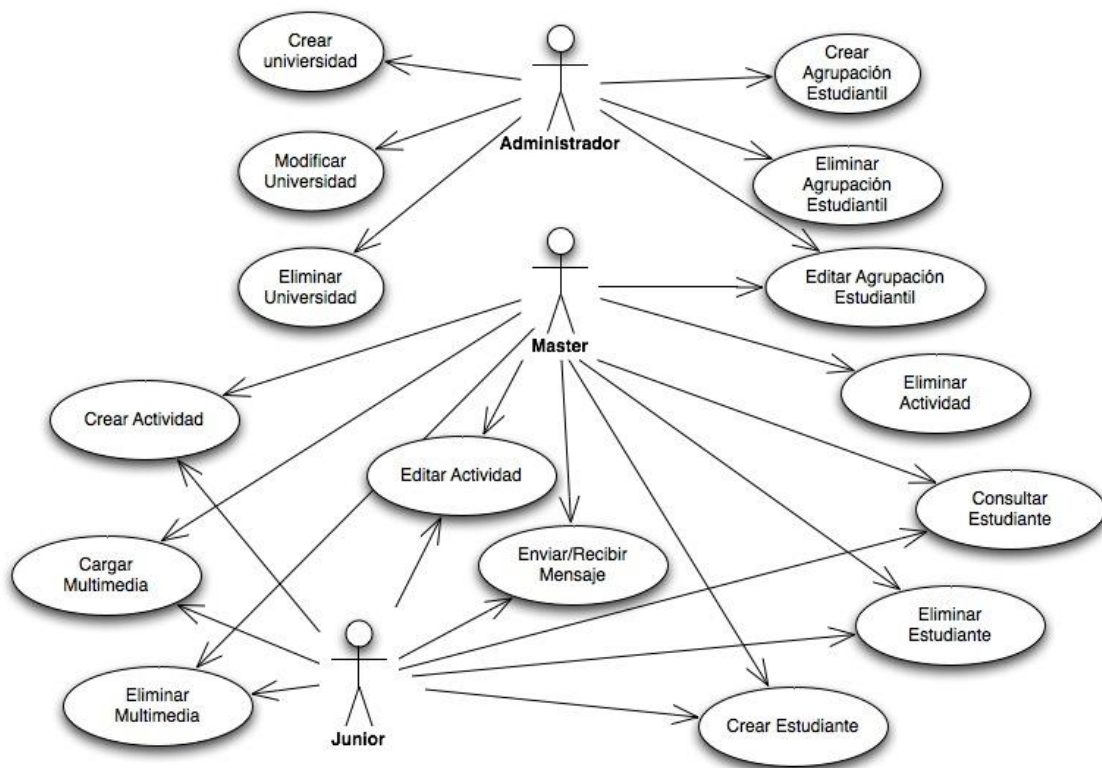 Crear
univiersidad
Crear
Agrupación
Estudiantil
Administrador
Modificar
Universidad
Eliminar
Agrupación
Estudiantil
Eliminar
Universidad
Editar Agrupación
Estudiantil
Master
Eliminar
Actividad
Crear Actividad
Editar Actividad
Consultar
Estudiante
Cargar
Multimedia
Enviar/Recibir
Mensaje
Eliminar
Estudiante
Eliminar
Multimedia
Junior
Crear Estudiante